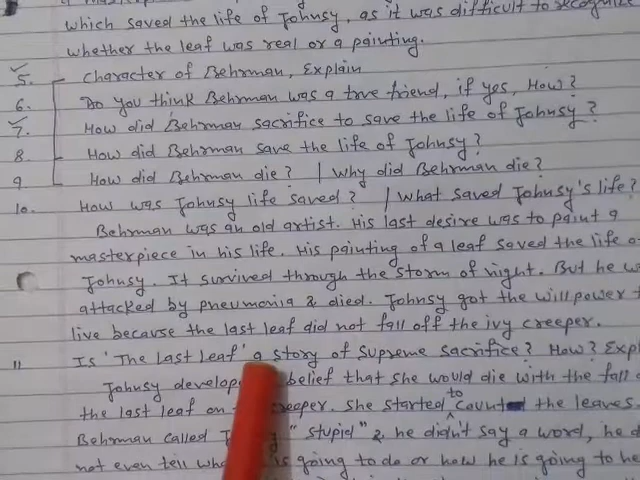 which saved the life of Johnsy, as it was difficult to recognize
whether the leaf was real or a painting.
5. Character of Behrman, Explain
6. Do you think Behrman was a true friend, if yes, How?
7. How did Behrman sacrifice to save the life of Johnsy?
8. How did Behrman save the life of Johnsy?
9 How did Behrman die? / Why did Behrman die?
10. How was Johnsy life saved? / What saved Johnsy's life?
Behrman was an old artist. His last desire was to paint a
masterpiece in his life. His painting of a leaf saved the life
Johnsy. It survived through the storm of night. But he
attacked by pneumonia & died. Johnsy got the will power
live because the last leaf did not fall off the ivy creeper.
11 Is 'The Last Leaf' a story of supreme sacrifice? How?
Johnsy belief that she would die with the fall
the last leaf on creeper. She started to count the leaves.
Behrman called "stupid" & he didn't say a word, he
not even tell is going to do or how he is going to